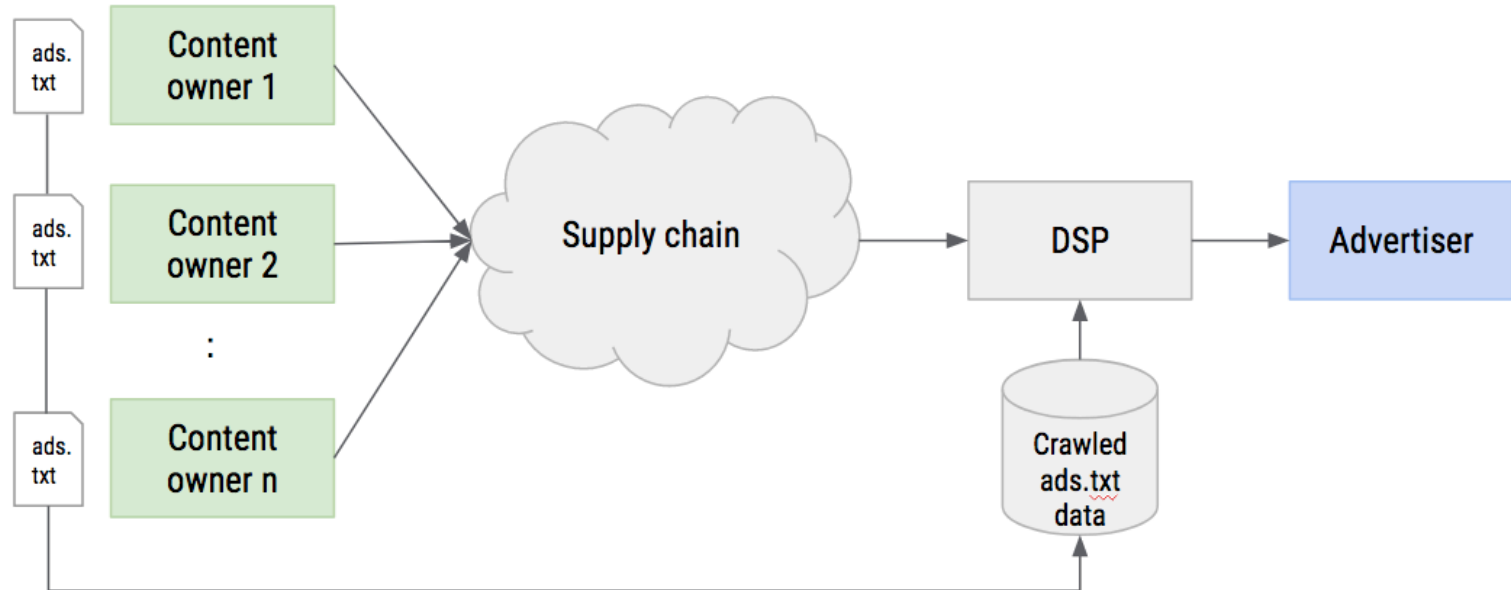 ads.
txt
Content
owner 1
ads.
txt
Content
owner 2
:
ads.
txt
Content
owner n
Supply chain
DSP
Advertiser
Crawled
ads.txt
data